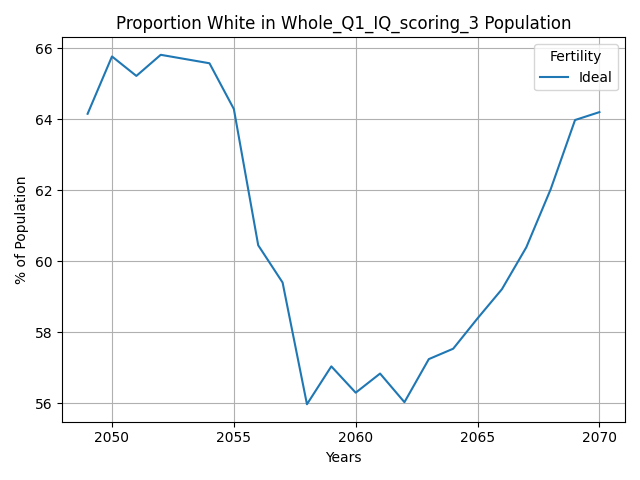 Proportion White in Whole_Q1_IQ_scoring_3 Population
Fertility
Ideal
% of Population
66
64
62
60
58
56
2050 2055 2060 2065 2070
Years